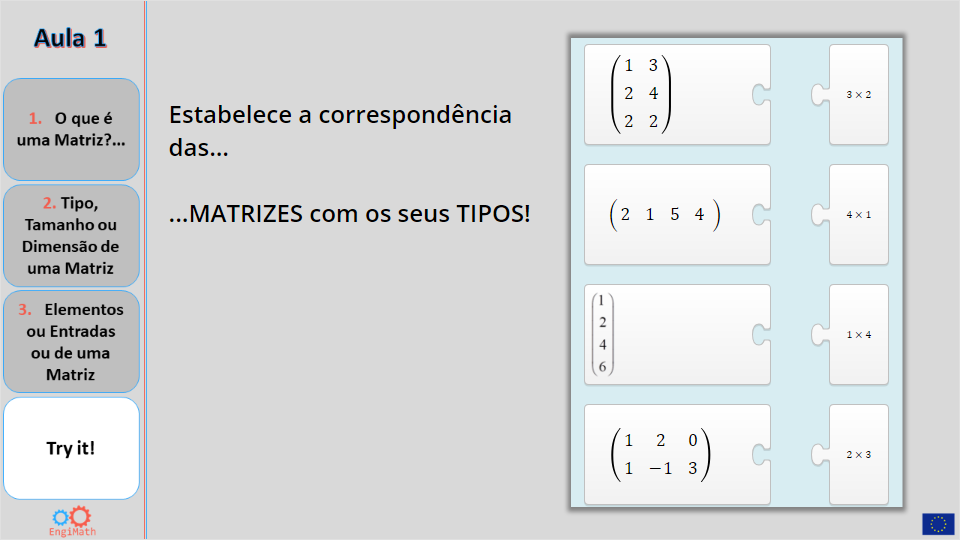 Aula 1
1. O que é
uma Matriz?...
2. Tipo,
Tamanho ou
Dimensão de
uma Matriz
3. Elementos
ou Entradas
ou de uma
Matriz
Try it!
EngiMath
Estabelece a correspondência
das...
...MATRIZES com os seus TIPOS!
1 3
2 4
2 2
3 × 2
(2 1 5 4)
4 × 1
1
2
4
6
1 × 4
1 2 0
1 −1 3
2 × 3